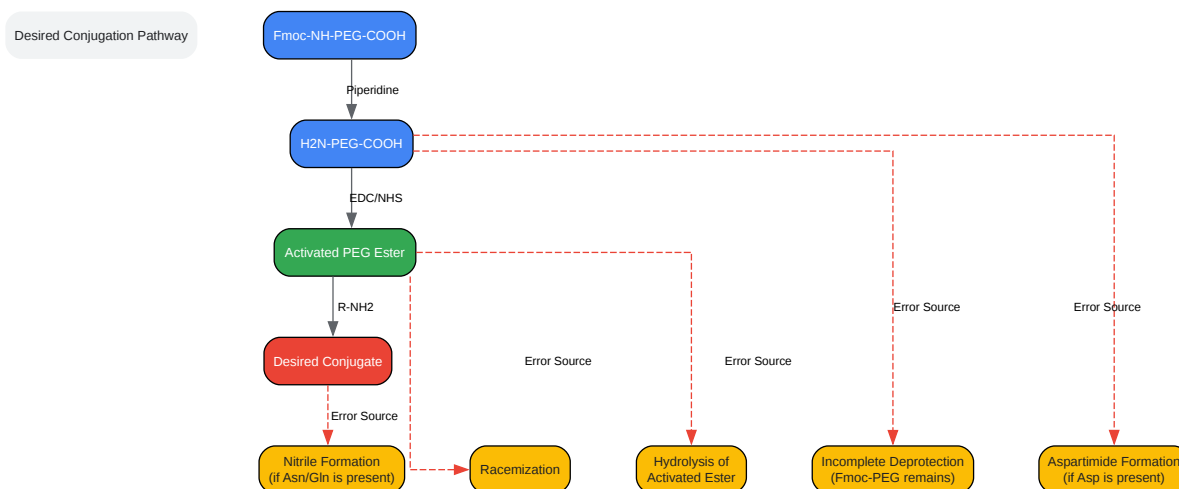 Desired Conjugation Pathway
Fmoc-NH-PEG-COOH
Piperidine
H2N-PEG-COOH
EDC/NHS
Activated PEG Ester
R-NH2
Error Source
Error Source
Desired Conjugate
Error Source
Error Source
Error Source
Nitrile Formation
(if Asn/Gln is present)
Racemization
Hydrolysis of
Activated Ester
Incomplete Deprotection
(Fmoc-PEG remains)
Aspartimide Formation
(if Asp is present)